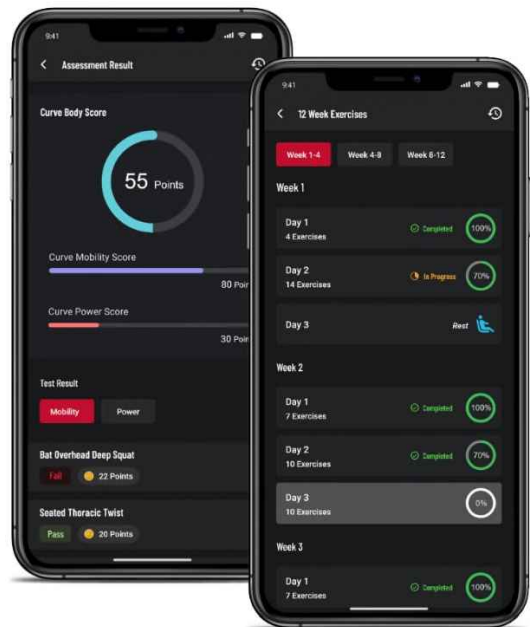 9:41
Assessment Result
Curve Body Score
55 Points
Curve Mobility Score
80 Poin
Curve Power Score
30 Poin
Test Result
Mobility Power
Bat Overhead Deep Squat
Fail 22 Points
Seated Thoracic Twist
Pass 20 Points
9:41
12 Week Exercises
Week 1-4 Week 4-8 Week 8-12
Week 1
Day 1
4 Exercises
Completed 100%
Day 2
14 Exercises
In Progress 70%
Day 3
Rest
Week 2
Day 1
7 Exercises
Completed 100%
Day 2
10 Exercises
Completed 70%
Day 3
10 Exercises
0%
Week 3
Day 1
7 Exercises
Completed 100%